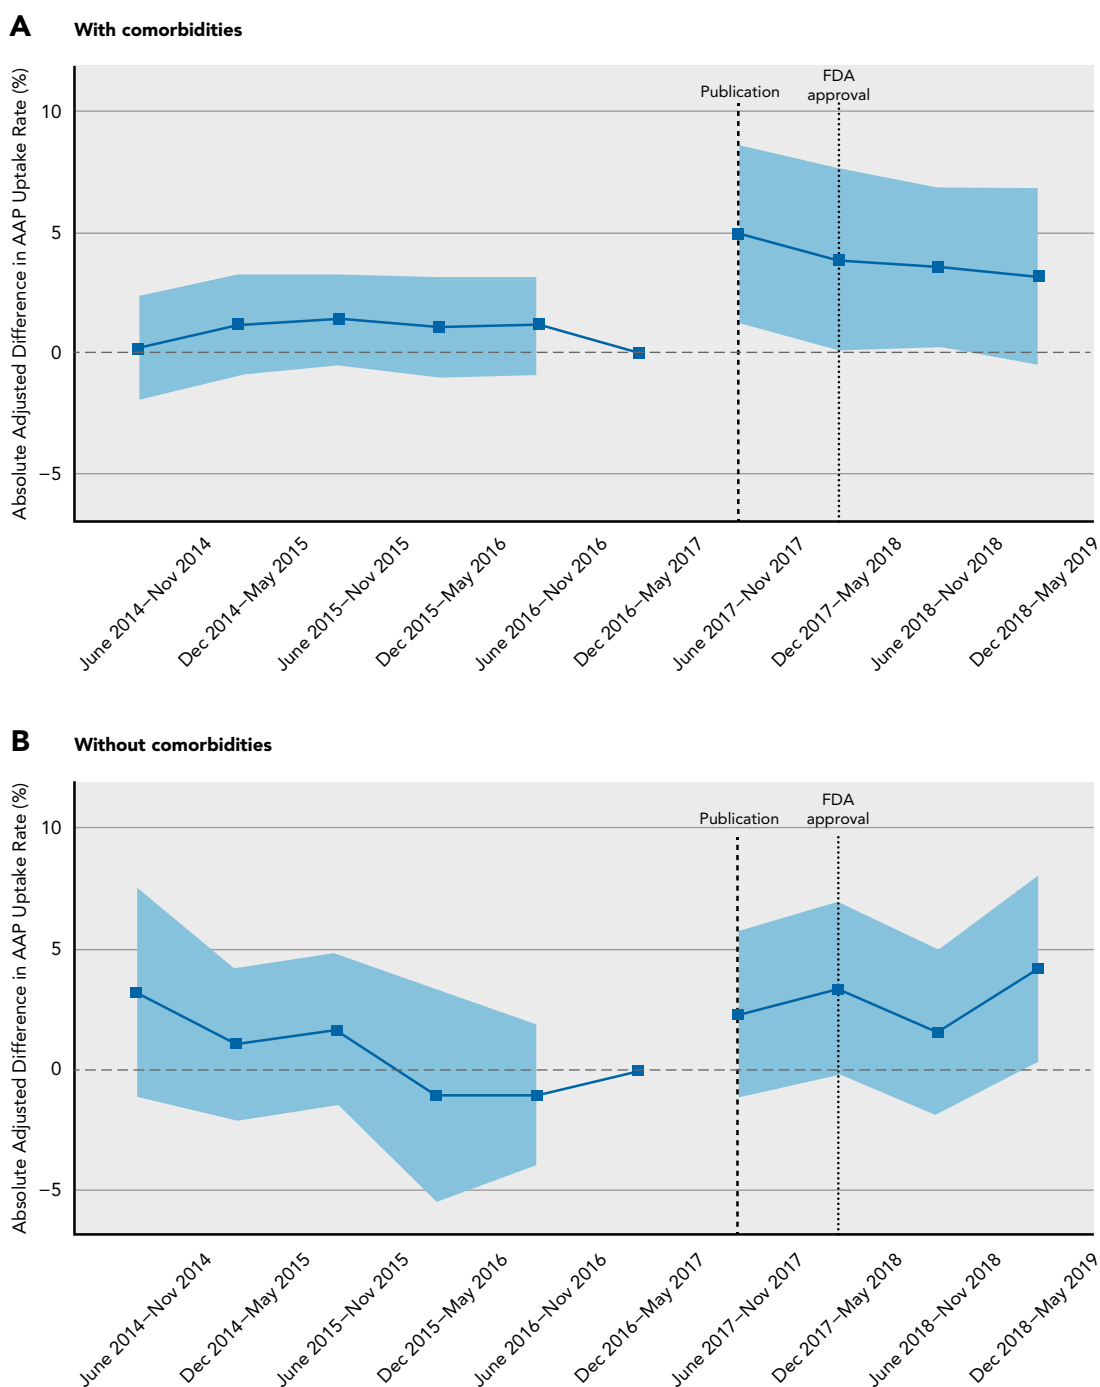 A With comorbidities
Absolute Adjusted Difference in AAP Uptake Rate (%)
10
5
0
−5
Publication
FDA
approval
June 2014–Nov 2014
Dec 2014–May 2015
June 2015–Nov 2015
Dec 2015–May 2016
June 2016–Nov 2016
Dec 2016–May 2017
June 2017–Nov 2017
Dec 2017–May 2018
June 2018–Nov 2018
Dec 2018–May 2019
B Without comorbidities
Absolute Adjusted Difference in AAP Uptake Rate (%)
10
5
0
−5
Publication
FDA
approval
June 2014–Nov 2014
Dec 2014–May 2015
June 2015–Nov 2015
Dec 2015–May 2016
June 2016–Nov 2016
Dec 2016–May 2017
June 2017–Nov 2017
Dec 2017–May 2018
June 2018–Nov 2018
Dec 2018–May 2019